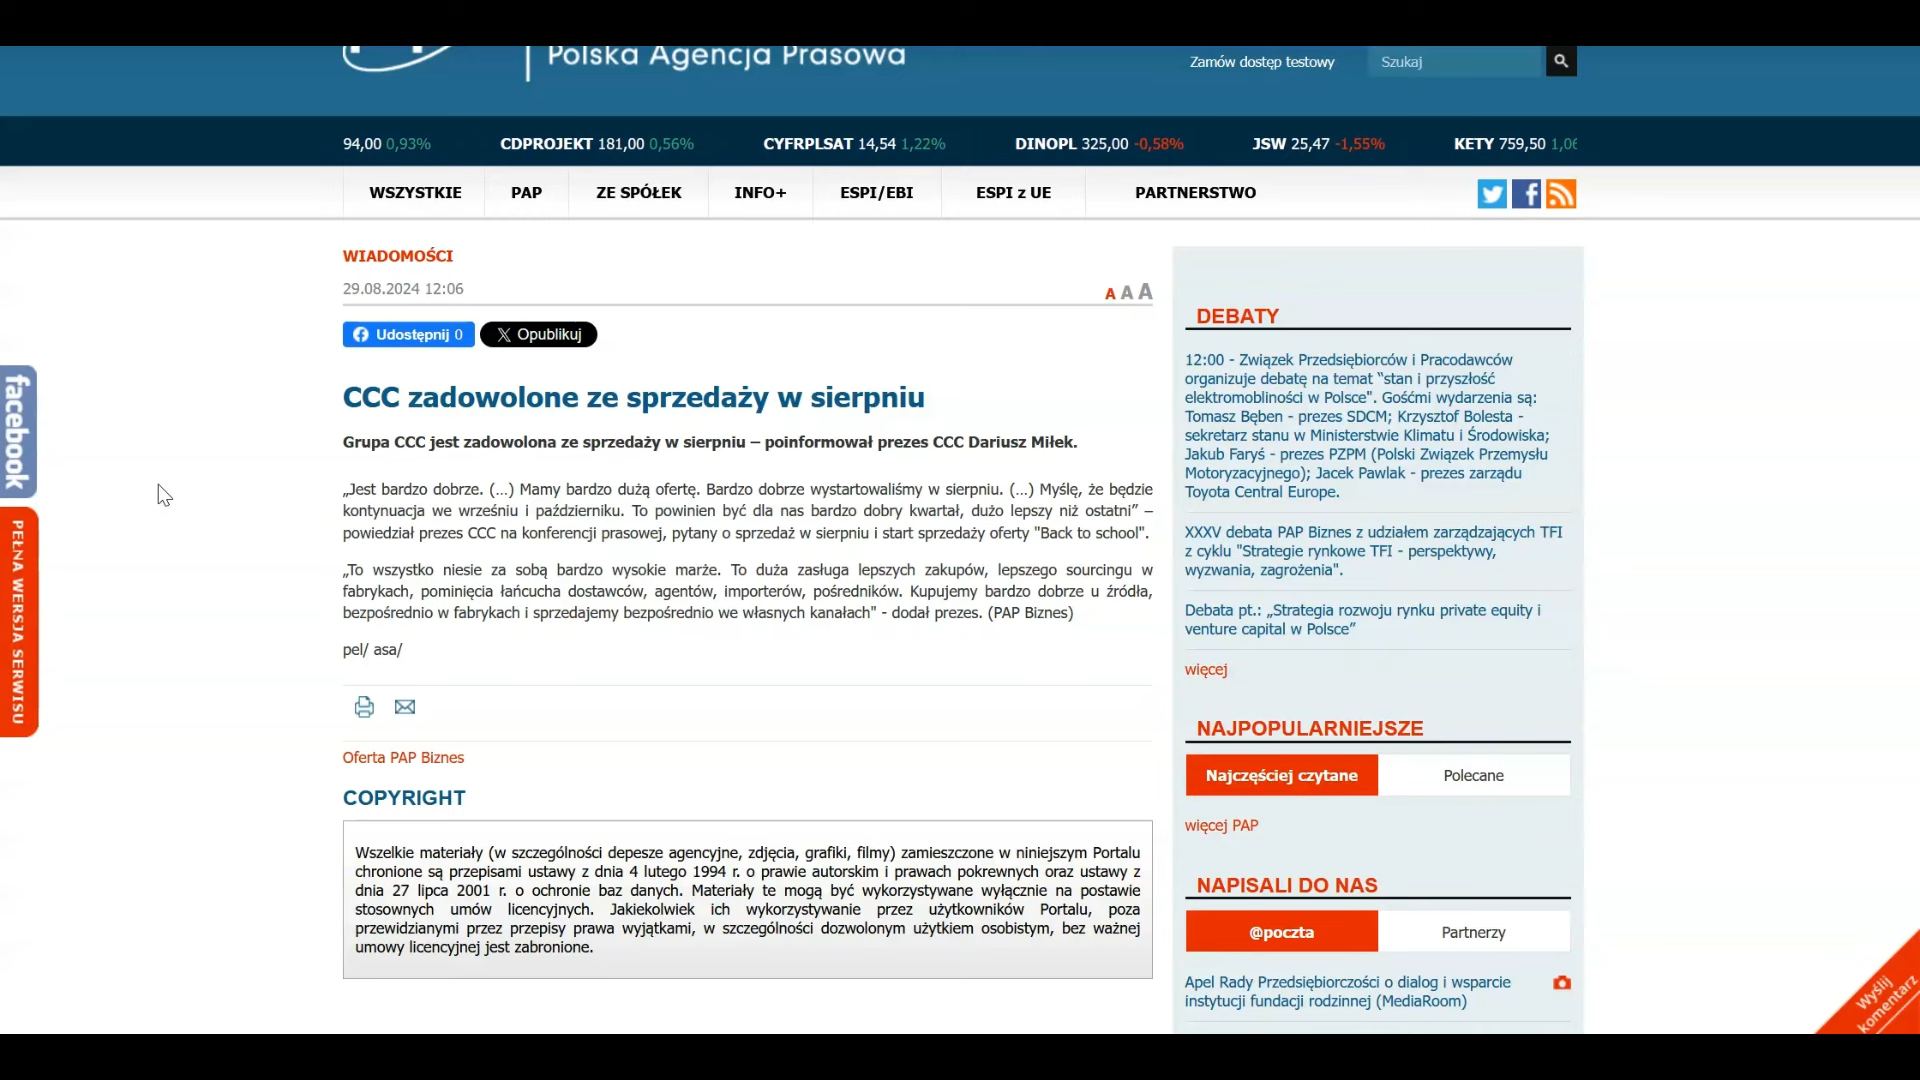 Polska Agencja Prasowa
Zamów dostęp testowy
Szukaj
94,00 0,93% CDPROJEKT 181,00 0,56% CYFRPLSAT 14,54 1,22% DINOPL 325,00 -0,58% JSW 25,47 -1,55% KETY 759,50 1,06
WSZYSTKIE PAP ZE SPÓŁEK INFO+ ESPI/EBI ESPI z UE PARTNERSTWO
facebook
PEŁNA WERSJA SERWISU
WIADOMOŚCI
29.08.2024 12:06
A A A
Udostępnij 0
X Opublikuj
CCC zadowolone ze sprzedaży w sierpniu
Grupa CCC jest zadowolona ze sprzedaży w sierpniu – poinformował prezes CCC Dariusz Miłek.
„Jest bardzo dobrze. (...) Mamy bardzo dużą ofertę. Bardzo dobrze wystartowaliśmy w sierpniu. (...) Myślę, że będzie
kontynuacja we wrześniu i październiku. To powinien być dla nas bardzo dobry kwartał, dużo lepszy niż ostatni” –
powiedział prezes CCC na konferencji prasowej, pytany o sprzedaż w sierpniu i start sprzedaży oferty "Back to school".
„To wszystko niesie za sobą bardzo wysokie marże. To duża zasługa lepszych zakupów, lepszego sourcingu w
fabrykach, pominięcia łańcucha dostawców, agentów, importerów, pośredników. Kupujemy bardzo dobrze u źródła,
bezpośrednio w fabrykach i sprzedajemy bezpośrednio we własnych kanałach" - dodał prezes. (PAP Biznes)
pel/ asa/
Oferta PAP Biznes
COPYRIGHT
Wszelkie materiały (w szczególności depesze agencyjne, zdjęcia, grafiki, filmy) zamieszczone w niniejszym Portalu
chronione są przepisami ustawy z dnia 4 lutego 1994 r. o prawie autorskim i prawach pokrewnych oraz ustawy z
dnia 27 lipca 2001 r. o ochronie baz danych. Materiały te mogą być wykorzystywane wyłącznie na postawie
stosownych umów licencyjnych. Jakiekolwiek ich wykorzystywanie przez użytkowników Portalu, poza
przewidzianymi przez przepisy prawa wyjątkami, w szczególności dozwolonym użytkiem osobistym, bez ważnej
umowy licencyjnej jest zabronione.
DEBATY
12:00 - Związek Przedsiębiorców i Pracodawców
organizuje debatę na temat “stan i przyszłość
elektromobliności w Polsce". Gośćmi wydarzenia są:
Tomasz Bęben - prezes SDCM; Krzysztof Bolesta -
sekretarz stanu w Ministerstwie Klimatu i Środowiska;
Jakub Faryś - prezes PZPM (Polski Związek Przemysłu
Motoryzacyjnego); Jacek Pawlak - prezes zarządu
Toyota Central Europe.
XXXV debata PAP Biznes z udziałem zarządzających TFI
z cyklu "Strategie rynkowe TFI - perspektywy,
wyzwania, zagrożenia".
Debata pt.: „Strategia rozwoju rynku private equity i
venture capital w Polsce”
więcej
NAJPOPULARNIEJSZE
Najczęściej czytane Polecane
więcej PAP
NAPISALI DO NAS
@poczta Partnerzy
Apel Rady Przedsiębiorczości o dialog i wsparcie
instytucji fundacji rodzinnej (MediaRoom)
Wyślij
komentarz